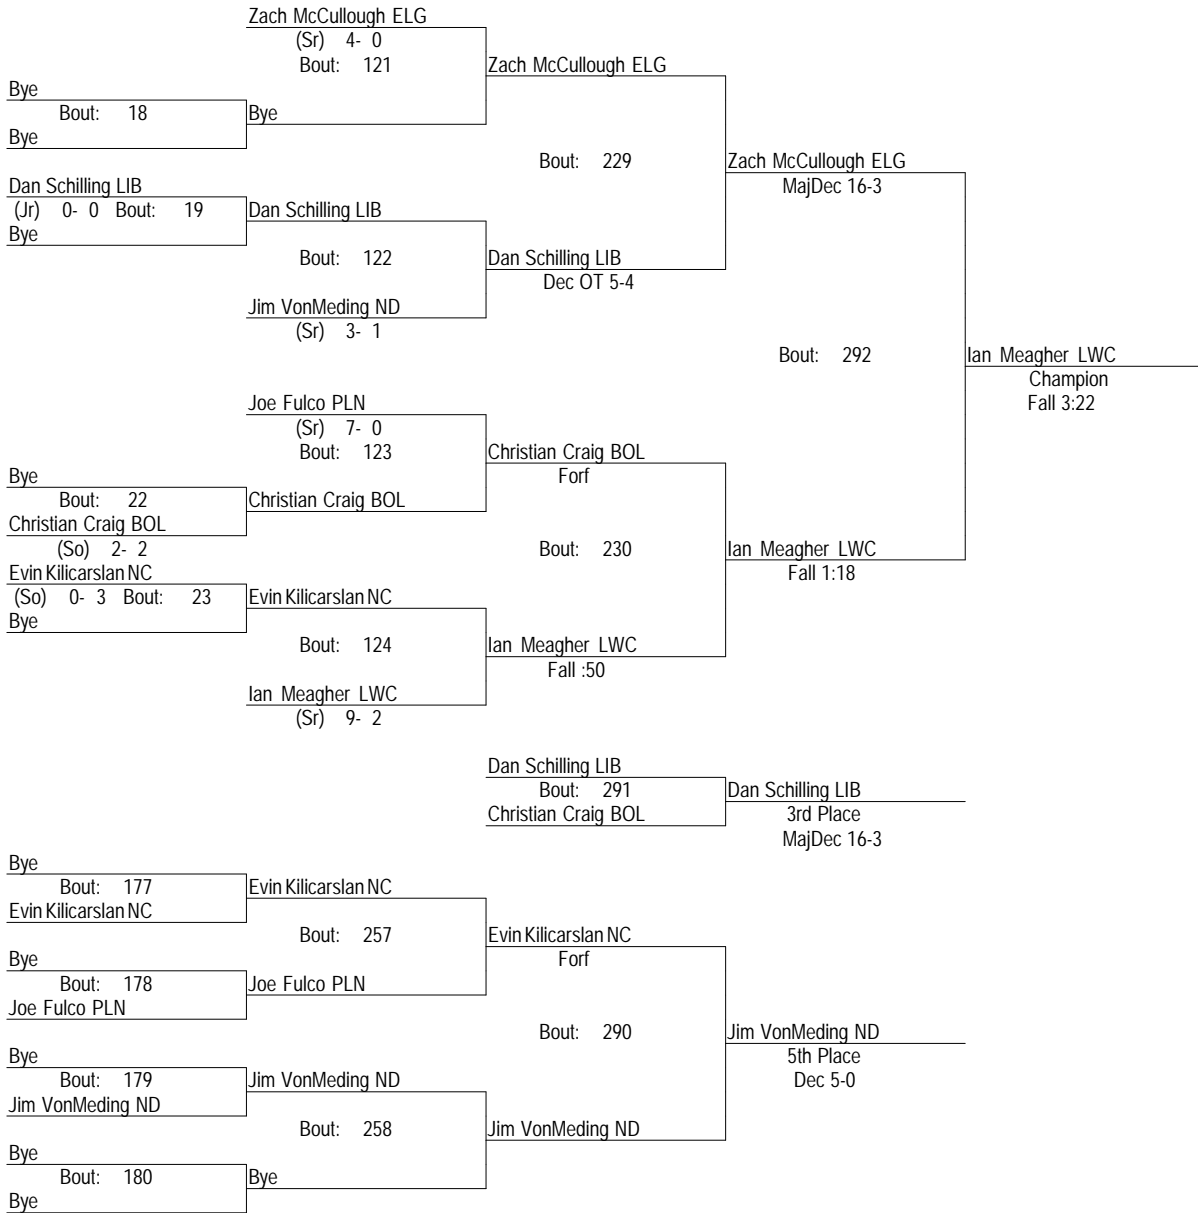 Zach McCullough ELG
(Sr) 4- 0
Bout: 121
Zach McCullough ELG
Bye
Bout: 18
Bye
Bye
Bout: 229
Zach McCullough ELG
MajDec 16-3
Dan Schilling LIB
(Jr) 0- 0 Bout: 19
Dan Schilling LIB
Bye
Bout: 122
Dan Schilling LIB
Dec OT 5-4
Jim VonMeding ND
(Sr) 3- 1
Bout: 292
Ian Meagher LWC
Champion
Fall 3:22
Joe Fulco PLN
(Sr) 7- 0
Bout: 123
Christian Craig BOL
Forf
Bye
Bout: 22
Christian Craig BOL
Christian Craig BOL
(So) 2- 2
Bout: 230
Ian Meagher LWC
Fall 1:18
Evin Kilicarslan NC
(So) 0- 3 Bout: 23
Evin Kilicarslan NC
Bye
Bout: 124
Ian Meagher LWC
Fall :50
Ian Meagher LWC
(Sr) 9- 2
Dan Schilling LIB
Bout: 291
Dan Schilling LIB
Christian Craig BOL
3rd Place
MajDec 16-3
Bye
Bout: 177
Evin Kilicarslan NC
Evin Kilicarslan NC
Bout: 257
Evin Kilicarslan NC
Forf
Bye
Bout: 178
Joe Fulco PLN
Joe Fulco PLN
Bout: 290
Jim VonMeding ND
5th Place
Dec 5-0
Bye
Bout: 179
Jim VonMeding ND
Jim VonMeding ND
Bout: 258
Jim VonMeding ND
Bye
Bout: 180
Bye
Bye